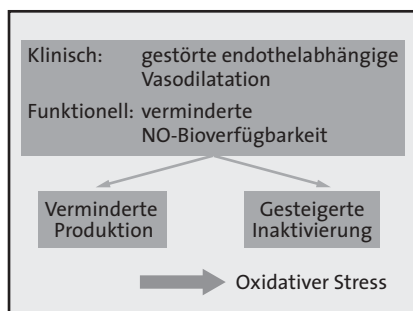 Klinisch: gestörte endothelabhängige
Vasodilatation
Funktionell: verminderte
NO-Bioverfügbarkeit
Verminderte
Produktion
Gesteigerte
Inaktivierung
Oxidativer Stress